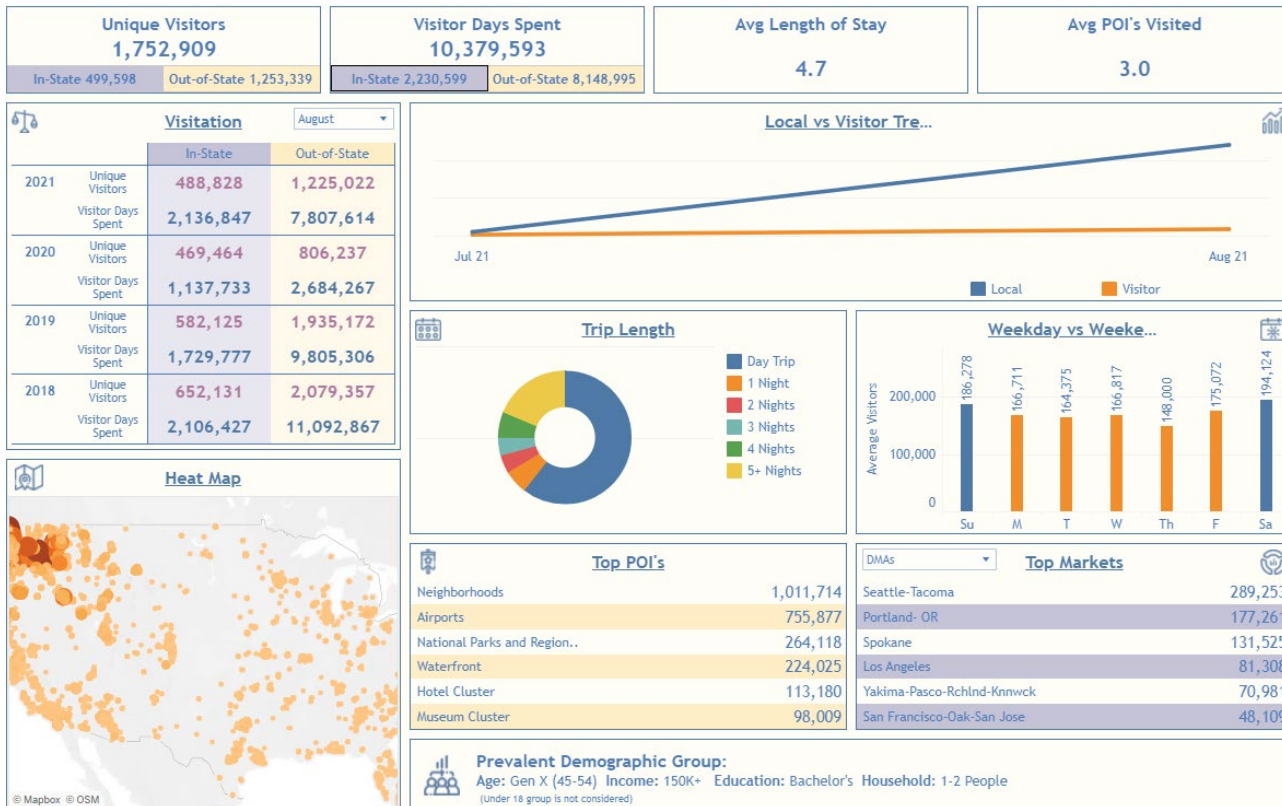 Unique Visitors
1,752,909
In-State 499,598 Out-of-State 1,253,339
Visitor Days Spent
10,379,593
In-State 2,230,599 Out-of-State 8,148,995
Avg Length of Stay
4.7
Avg POI's Visited
3.0
Visitation August
In-State Out-of-State
2021 Unique Visitors 488,828 1,225,022
Visitor Days Spent 2,136,847 7,807,614
2020 Unique Visitors 469,464 806,237
Visitor Days Spent 1,137,733 2,684,267
2019 Unique Visitors 582,125 1,935,172
Visitor Days Spent 1,729,777 9,805,306
2018 Unique Visitors 652,131 2,079,357
Visitor Days Spent 2,106,427 11,092,867
Local vs Visitor Tre...
Jul 21 Aug 21
Local Visitor
Trip Length
Day Trip
1 Night
2 Nights
3 Nights
4 Nights
5+ Nights
Weekday vs Weeke...
Average Visitors
200,000
100,000
0
186,278 166,711 164,375 166,817 148,000 175,072 194,124
Su M T W Th F Sa
Heat Map
© Mapbox © OSM
Top POI's
Neighborhoods 1,011,714
Airports 755,877
National Parks and Region.. 264,118
Waterfront 224,025
Hotel Cluster 113,180
Museum Cluster 98,009
DMAs Top Markets
Seattle-Tacoma 289,253
Portland- OR 177,261
Spokane 131,525
Los Angeles 81,308
Yakima-Pasco-Rchlnd-Knnwck 70,981
San Francisco-Oak-San Jose 48,109
Prevalent Demographic Group:
Age: Gen X (45-54) Income: 150K+ Education: Bachelor's Household: 1-2 People
(Under 18 group is not considered)